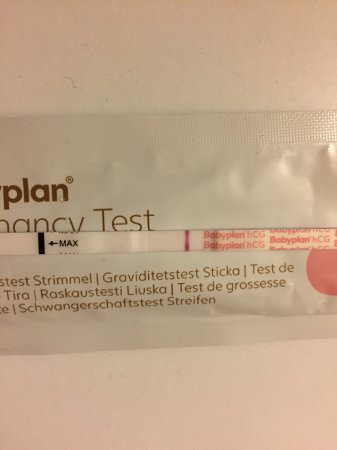 yplan®
nancy Test
MAX
Babyplan hCG Babyplan hCG
Babyplan hCG Babyplan hCG
stest Strimmel | Graviditetstest Sticka | Test de
Tira | Raskaustesti Liuska | Test de grossesse
| Schwangerschaftstest Streifen